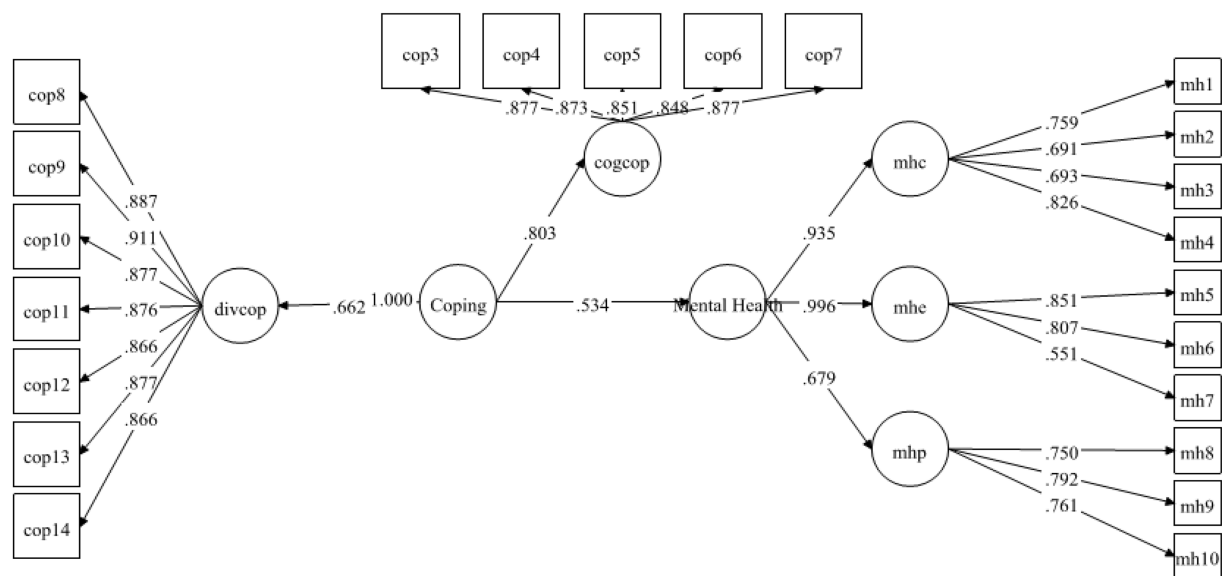 cop3 cop4 cop5 cop6 cop7
.877 .873 .851 .848 .877
cogcop
cop8
cop9
cop10
cop11
cop12
cop13
cop14
.887
.911
.877
.876
.866
.877
.866
divcop
.662
1.000
Coping
.803
.534
Mental Health
.935
.996
.679
mhc
mhe
mhp
.759
.691
.693
.826
.851
.807
.551
.750
.792
.761
mh1
mh2
mh3
mh4
mh5
mh6
mh7
mh8
mh9
mh10